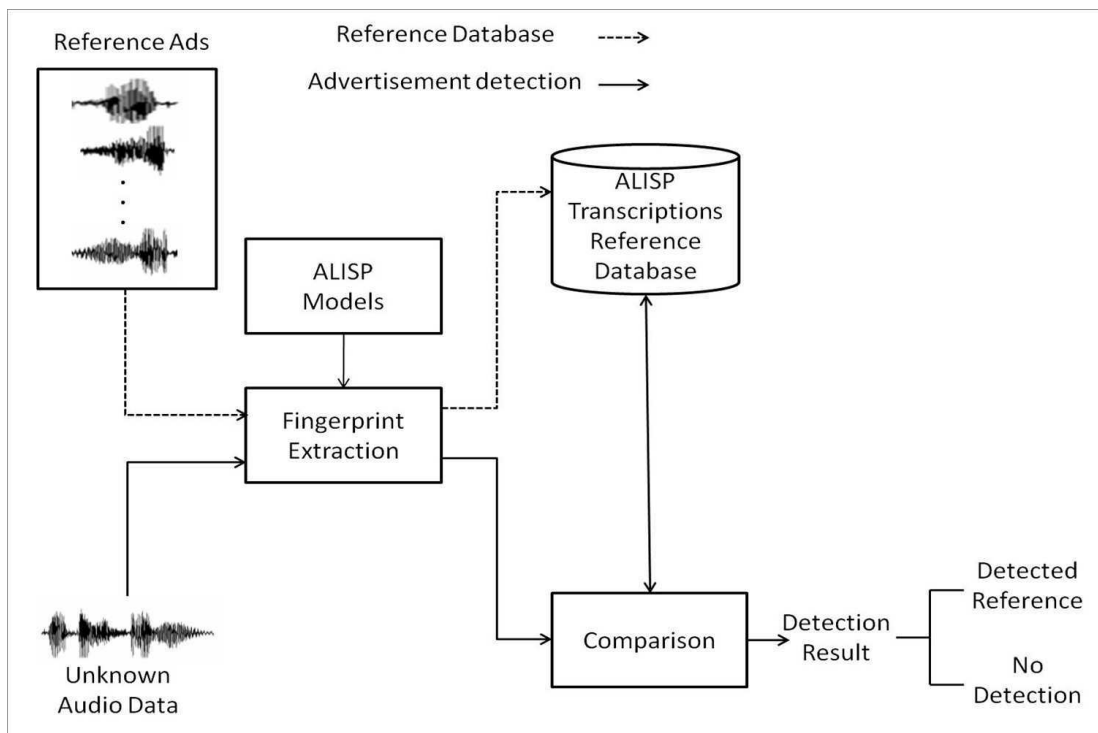 Reference Ads
Reference Database
Advertisement detection
ALISP
Transcriptions
Reference
Database
ALISP
Models
Fingerprint
Extraction
Unknown
Audio Data
Comparison
Detection
Result
Detected
Reference
No
Detection